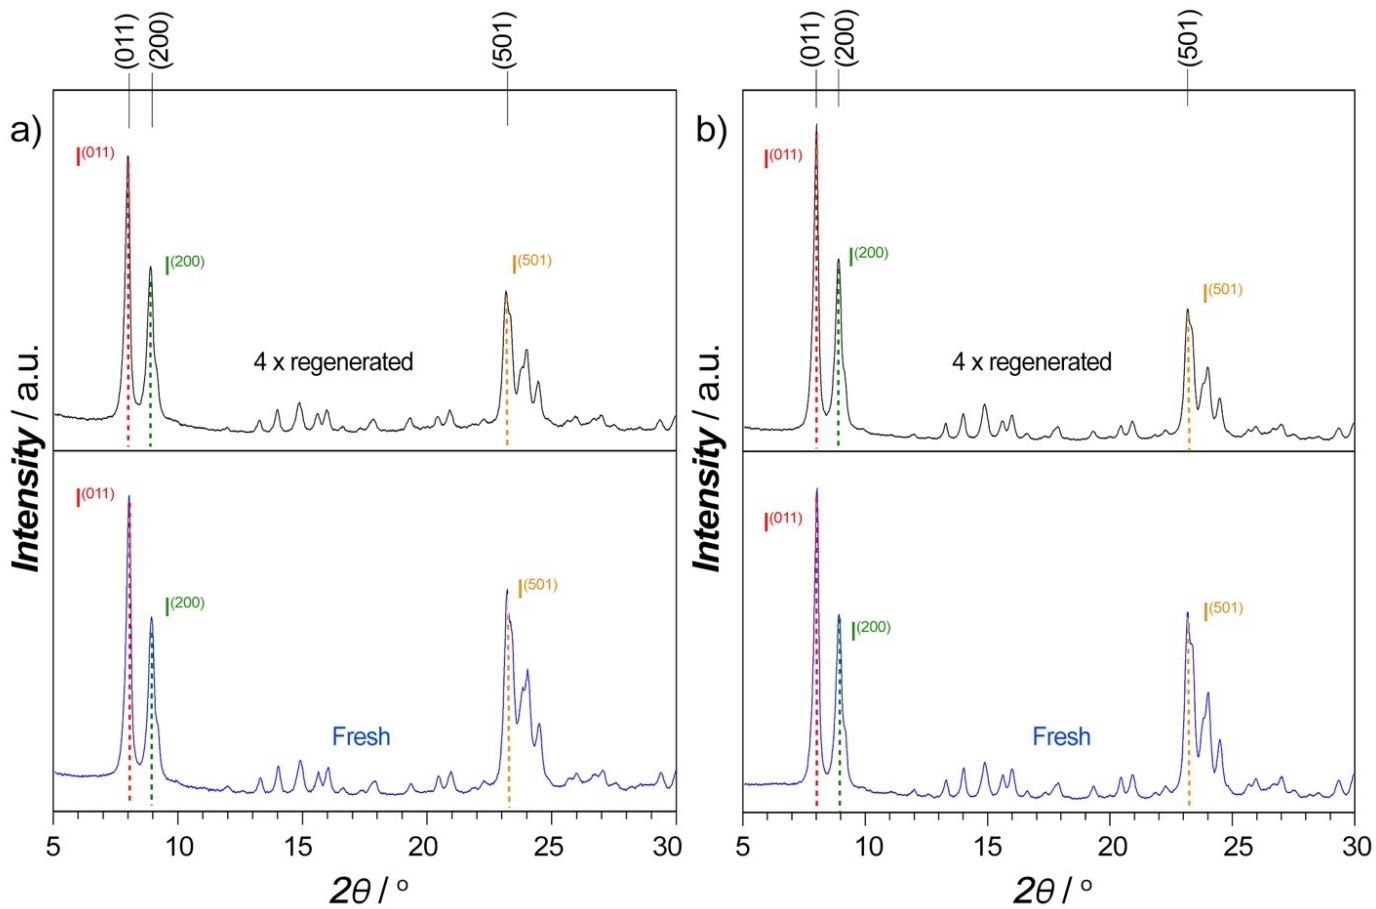 (011)
(200)
(501)
(011)
(200)
(501)
a)
I(011)
I(200)
I(501)
4 x regenerated
Intensity / a.u.
I(011)
I(200)
I(501)
Fresh
5
10
15
20
25
30
2θ / °
b)
I(011)
I(200)
I(501)
4 x regenerated
Intensity / a.u.
I(011)
I(200)
I(501)
Fresh
5
10
15
20
25
30
2θ / °